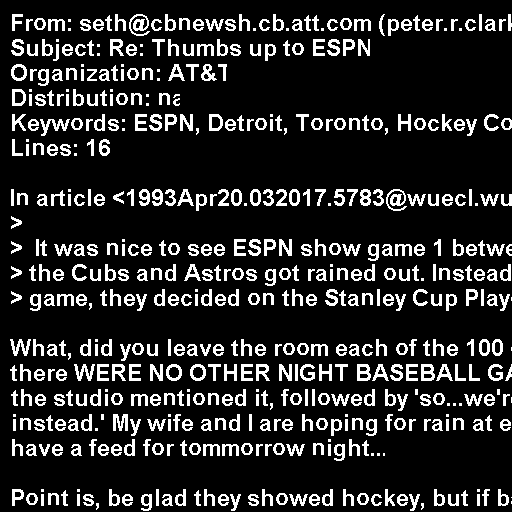 From: seth@cbnewsh.cb.att.com (peter.r.clark
Subject: Re: Thumbs up to ESPN
Organization: AT&T
Distribution: na
Keywords: ESPN, Detroit, Toronto, Hockey Co
Lines: 16

In article <1993Apr20.032017.5783@wuecl.wu
>
>  It was nice to see ESPN show game 1 betwe
> the Cubs and Astros got rained out. Instead
> game, they decided on the Stanley Cup Play

What, did you leave the room each of the 100
there WERE NO OTHER NIGHT BASEBALL GA
the studio mentioned it, followed by 'so...we'r
instead.' My wife and I are hoping for rain at e
have a feed for tommorrow night...

Point is, be glad they showed hockey, but if b